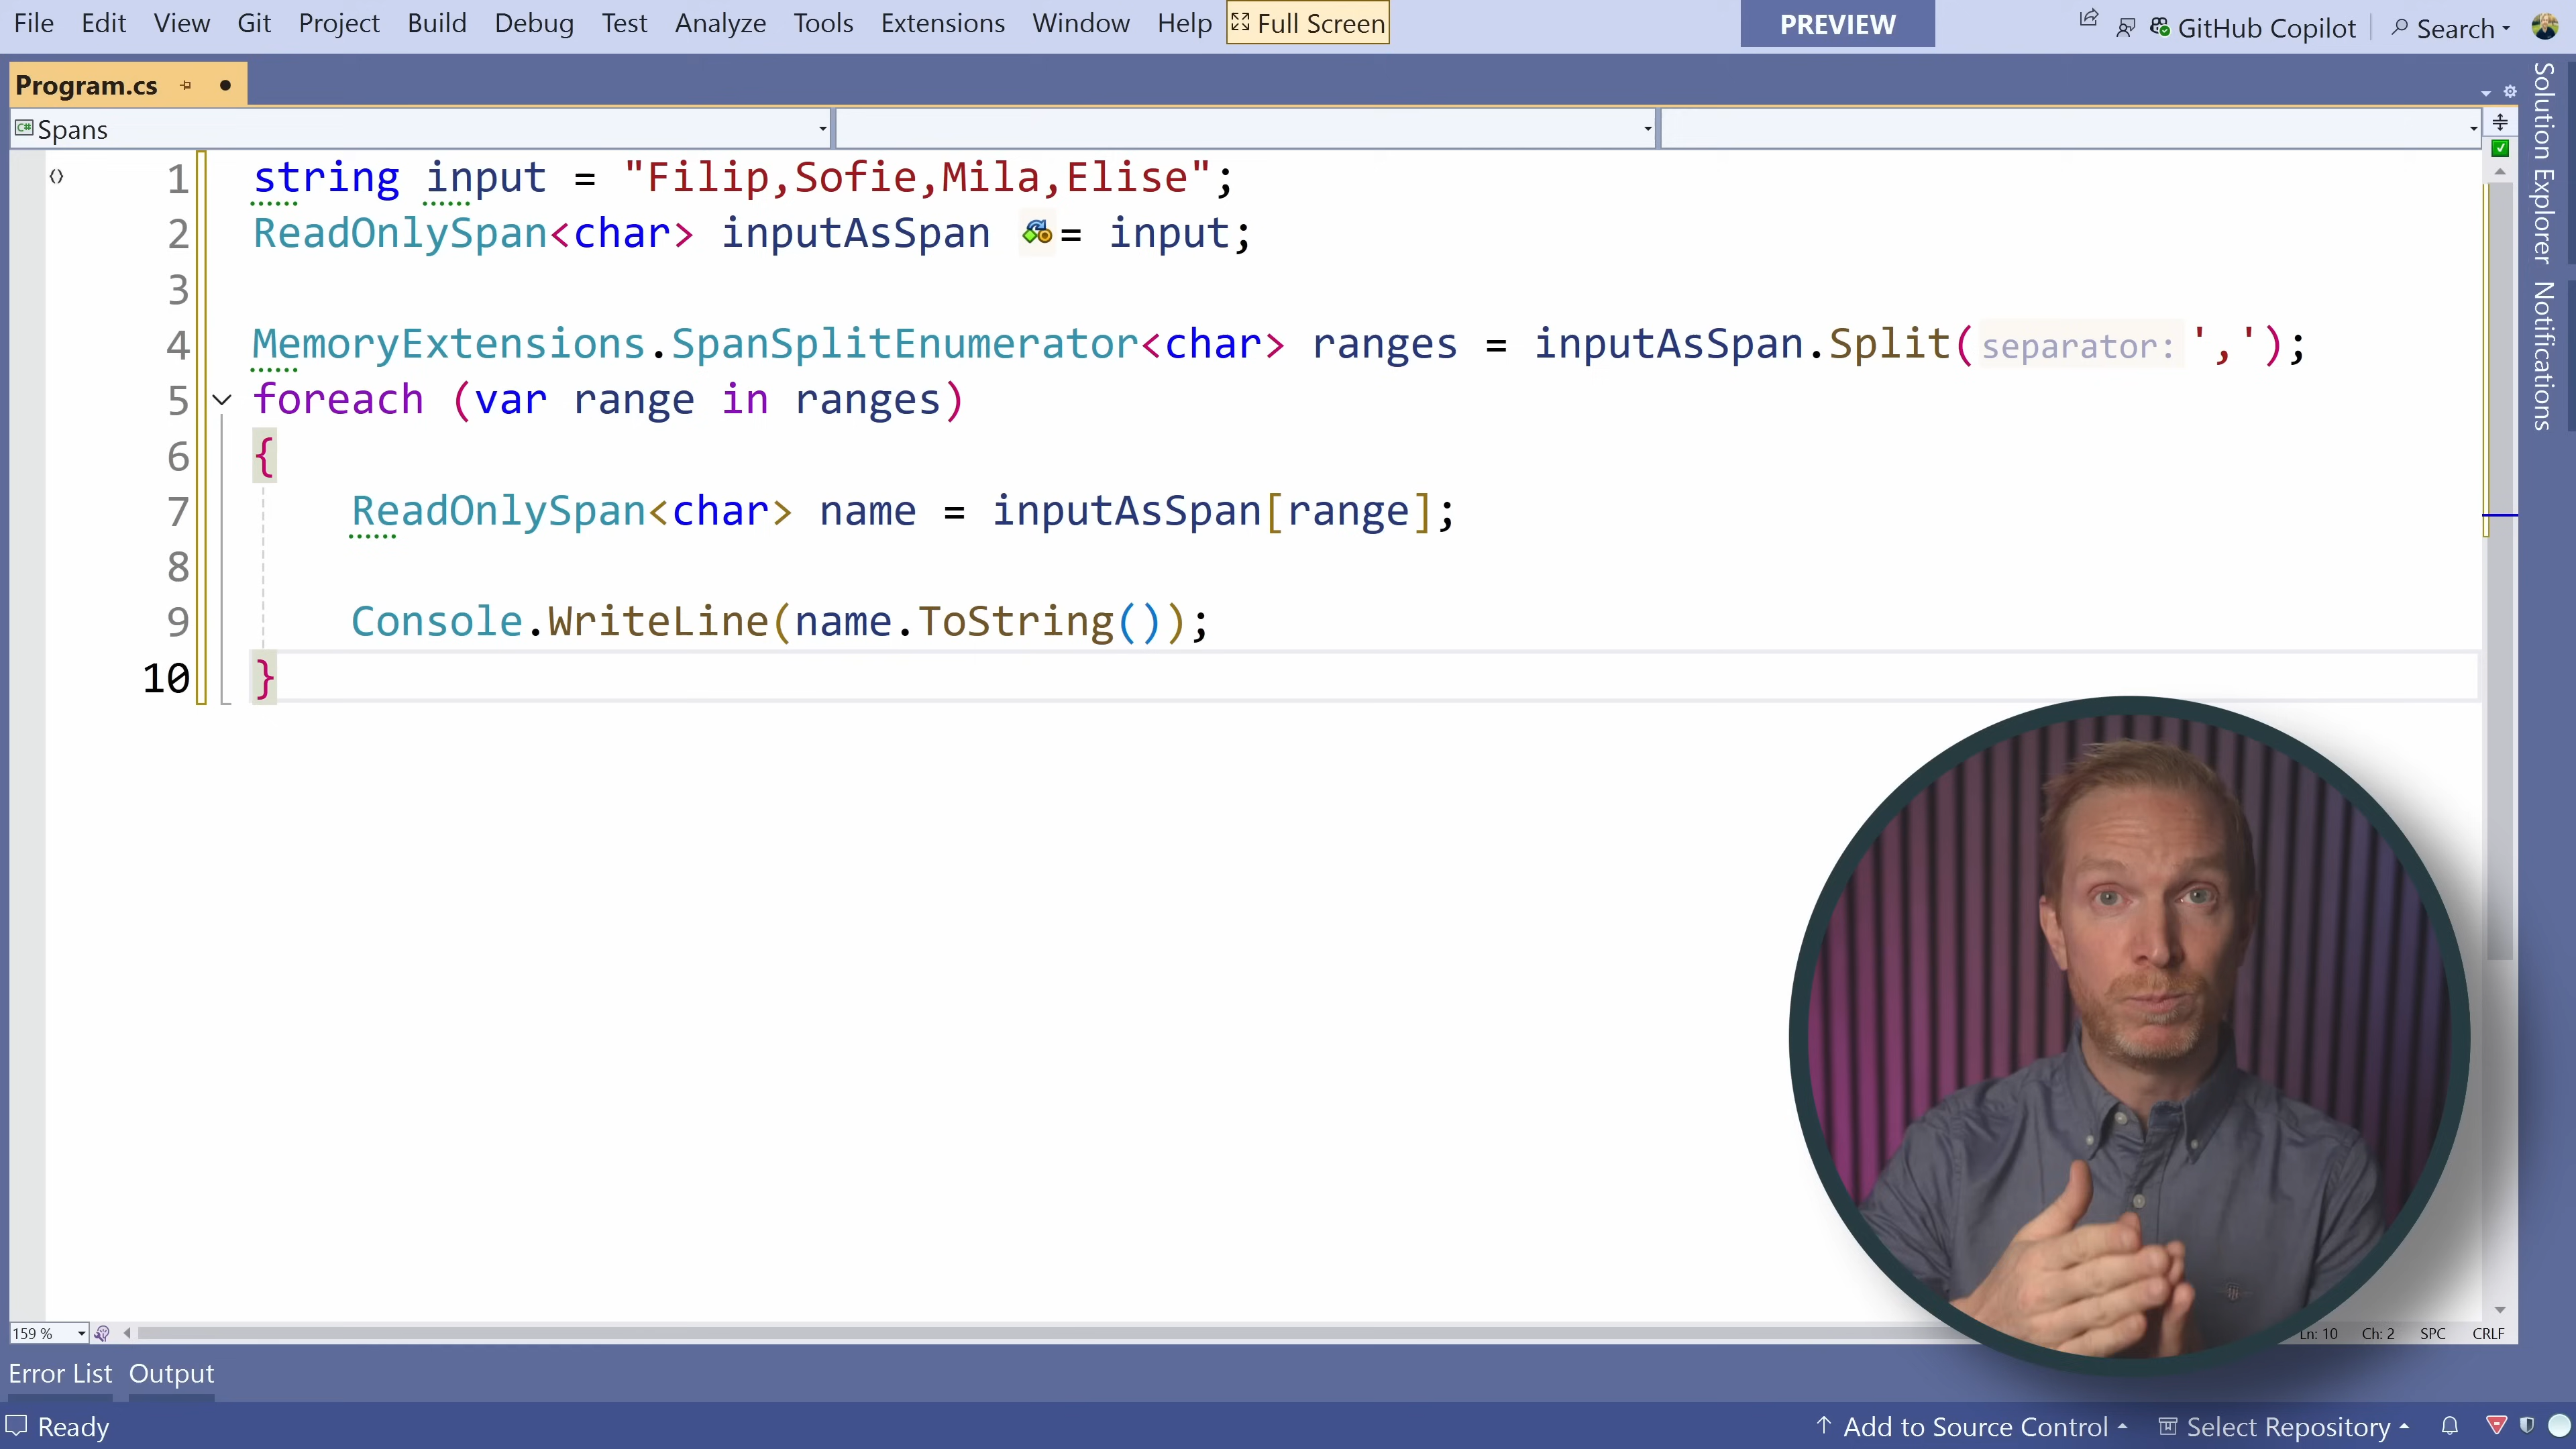 File Edit View Git Project Build Debug Test Analyze Tools Extensions Window Help Full Screen PREVIEW GitHub Copilot Search
Program.cs
C# Spans
1 string input = "Filip,Sofie,Mila,Elise";
2 ReadOnlySpan<char> inputAsSpan = input;
3
4 MemoryExtensions.SpanSplitEnumerator<char> ranges = inputAsSpan.Split(separator: ',');
5 foreach (var range in ranges)
6 {
7 ReadOnlySpan<char> name = inputAsSpan[range];
8
9 Console.WriteLine(name.ToString());
10 }
Solution Explorer
Notifications
159 % Ln: 10 Ch: 2 SPC CRLF
Error List Output
Ready Add to Source Control Select Repository